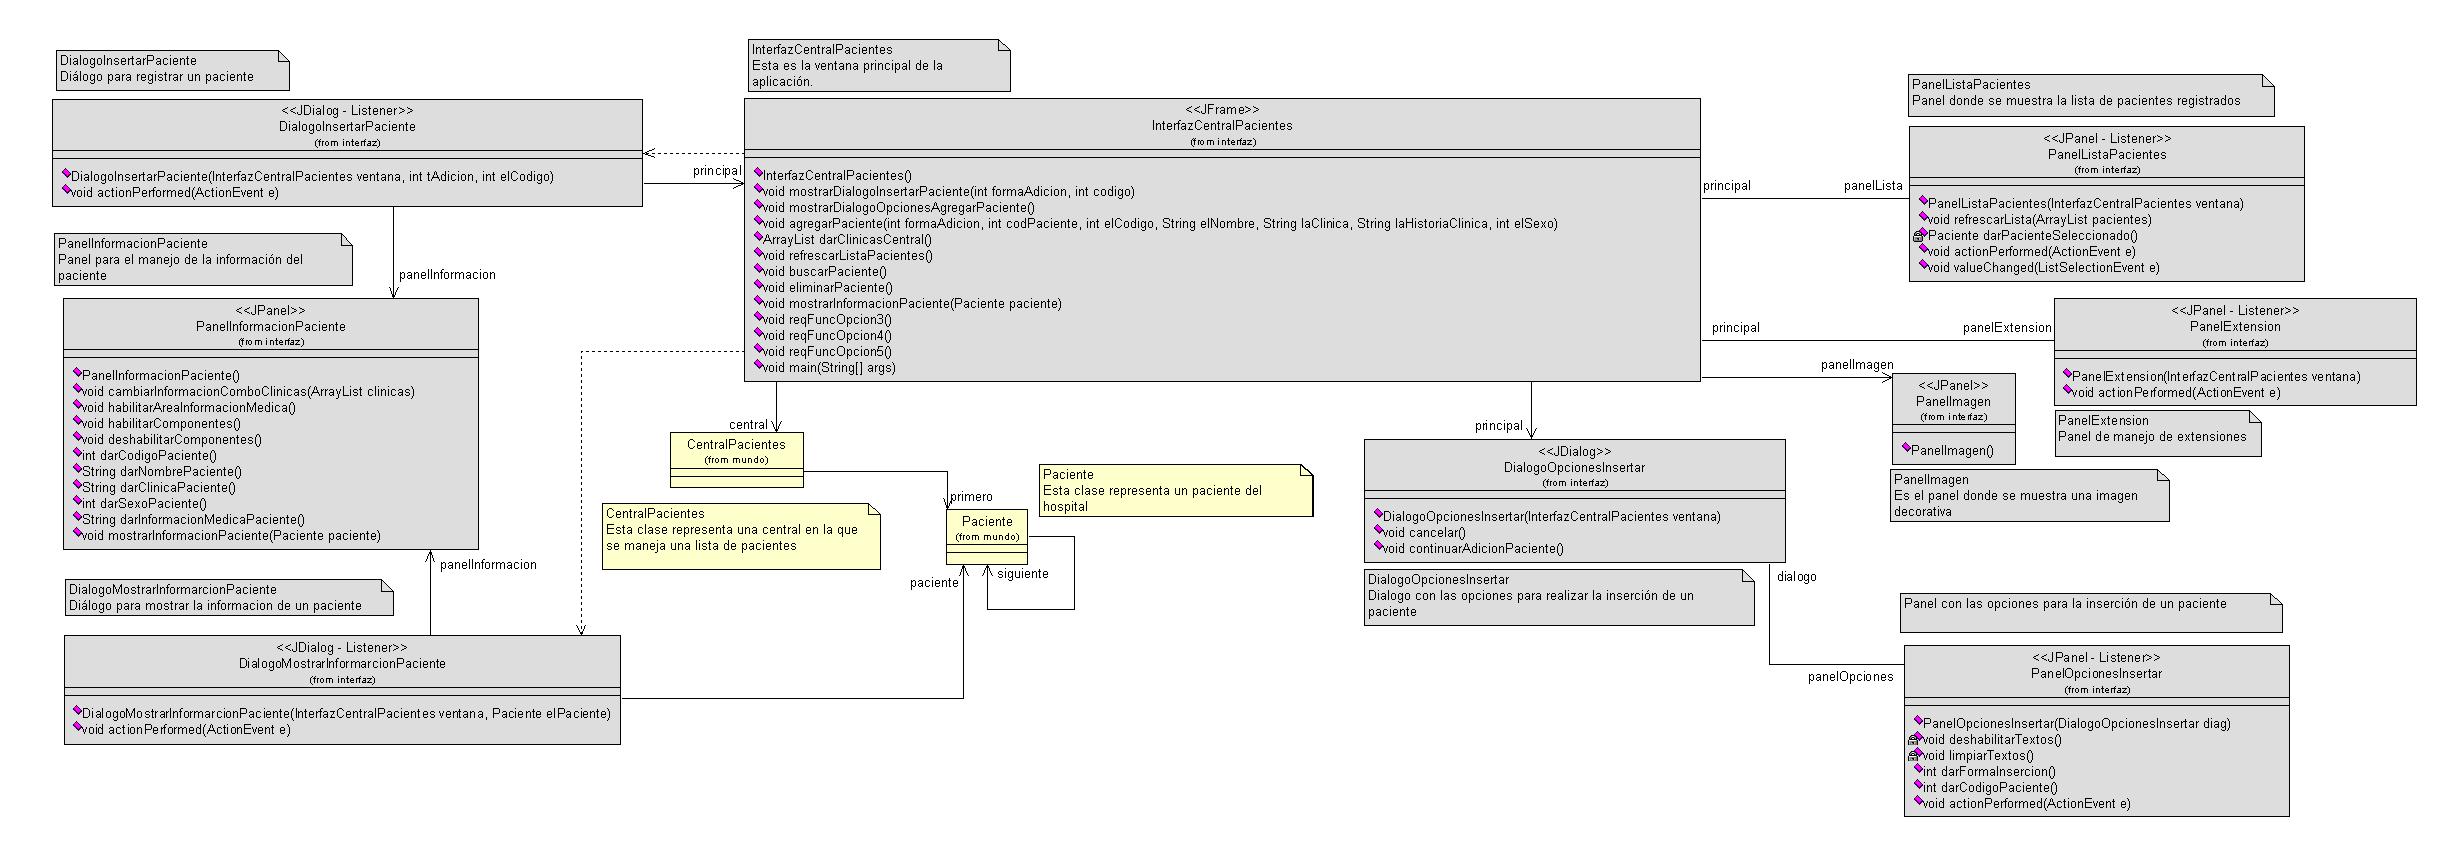 DialogoInsertarPaciente
Diálogo para registrar un paciente
<<JDialog - Listener>>
DialogoInsertarPaciente
(from interfaz)
DialogoInsertarPaciente(InterfazCentralPacientes ventana, int tAdicion, int elCodigo)
void actionPerformed(ActionEvent e)
principal
panelInformacion
PanelInformacionPaciente
Panel para el manejo de la información del
paciente
<<JPanel>>
PanelInformacionPaciente
(from interfaz)
PanelInformacionPaciente()
void cambiarInformacionComboClinicas(ArrayList clinicas)
void habilitarAreaInformacionMedica()
void habilitarComponentes()
void deshabilitarComponentes()
int darCodigoPaciente()
String darNombrePaciente()
String darClinicaPaciente()
int darSexoPaciente()
String darInformacionMedicaPaciente()
void mostrarInformacionPaciente(Paciente paciente)
panelInformacion
DialogoMostrarInformarcionPaciente
Diálogo para mostrar la informacion de un paciente
<<JDialog - Listener>>
DialogoMostrarInformarcionPaciente
(from interfaz)
DialogoMostrarInformarcionPaciente(InterfazCentralPacientes ventana, Paciente elPaciente)
void actionPerformed(ActionEvent e)
InterfazCentralPacientes
Esta es la ventana principal de la
aplicación.
<<JFrame>>
InterfazCentralPacientes
(from interfaz)
InterfazCentralPacientes()
void mostrarDialogoInsertarPaciente(int formaAdicion, int codigo)
void mostrarDialogoOpcionesAgregarPaciente()
void agregarPaciente(int formaAdicion, int codPaciente, int elCodigo, String elNombre, String laClinica, String laHistoriaClinica, int elSexo)
ArrayList darClinicasCentral()
void refrescarListaPacientes()
void buscarPaciente()
void eliminarPaciente()
void mostrarInformacionPaciente(Paciente paciente)
void reqFuncOpcion3()
void reqFuncOpcion4()
void reqFuncOpcion5()
void main(String[] args)
central
CentralPacientes
(from mundo)
CentralPacientes
Esta clase representa una central en la que
se maneja una lista de pacientes
primero
Paciente
(from mundo)
paciente
siguiente
Paciente
Esta clase representa un paciente del
hospital
principal
<<JDialog>>
DialogoOpcionesInsertar
(from interfaz)
DialogoOpcionesInsertar(InterfazCentralPacientes ventana)
void cancelar()
void continuarAdicionPaciente()
DialogoOpcionesInsertar
Dialogo con las opciones para realizar la inserción de un
paciente
dialogo
panelOpciones
PanelListaPacientes
Panel donde se muestra la lista de pacientes registrados
principal
panelLista
<<JPanel - Listener>>
PanelListaPacientes
(from interfaz)
PanelListaPacientes(InterfazCentralPacientes ventana)
void refrescarLista(ArrayList pacientes)
Paciente darPacienteSeleccionado()
void actionPerformed(ActionEvent e)
void valueChanged(ListSelectionEvent e)
principal
panelExtension
<<JPanel - Listener>>
PanelExtension
(from interfaz)
PanelExtension(InterfazCentralPacientes ventana)
void actionPerformed(ActionEvent e)
PanelExtension
Panel de manejo de extensiones
panelImagen
<<JPanel>>
PanelImagen
(from interfaz)
PanelImagen()
PanelImagen
Es el panel donde se muestra una imagen
decorativa
Panel con las opciones para la inserción de un paciente
<<JPanel - Listener>>
PanelOpcionesInsertar
(from interfaz)
PanelOpcionesInsertar(DialogoOpcionesInsertar diag)
void deshabilitarTextos()
void limpiarTextos()
int darFormaInsercion()
int darCodigoPaciente()
void actionPerformed(ActionEvent e)